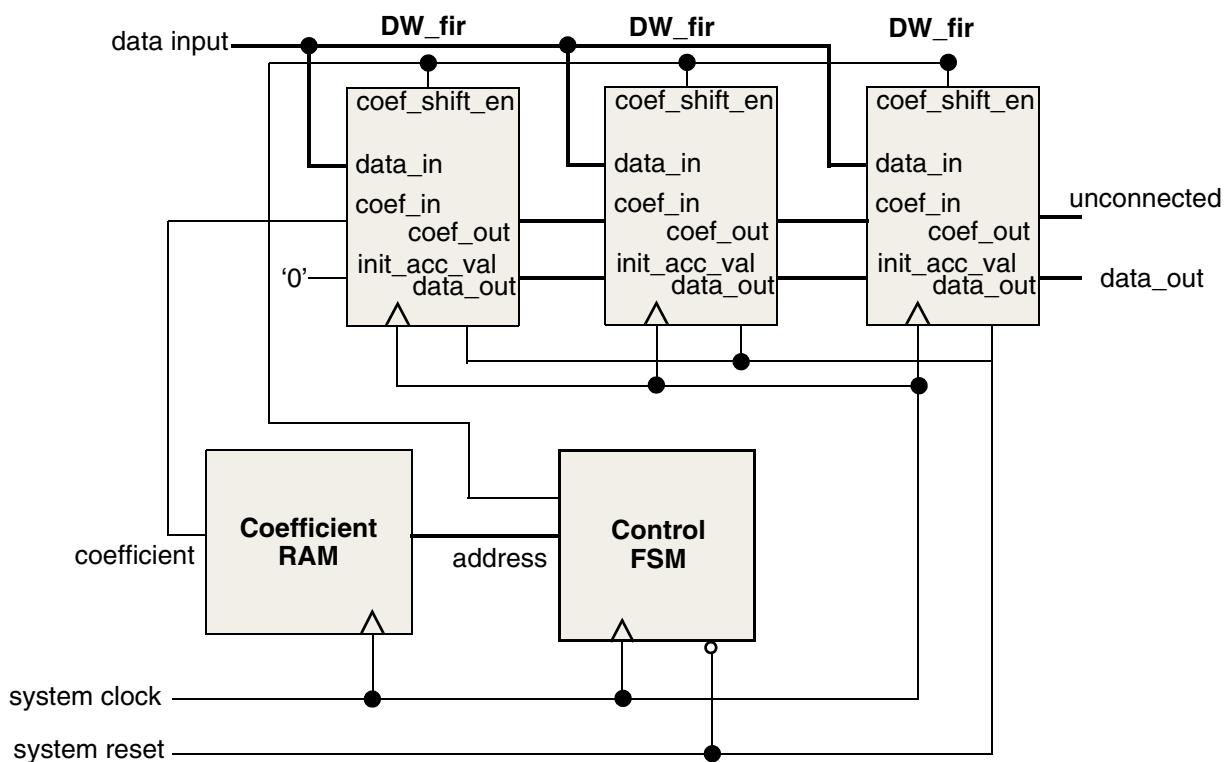 DW_fir
DW_fir
DW_fir
data input
coef_shift_en
data_in
coef_in
coef_out
init_acc_val
data_out
coef_shift_en
data_in
coef_in
coef_out
init_acc_val
data_out
coef_shift_en
data_in
coef_in
coef_out
init_acc_val
data_out
unconnected
‘0’
data_out
Coefficient
RAM
Control
FSM
coefficient
address
system clock
system reset